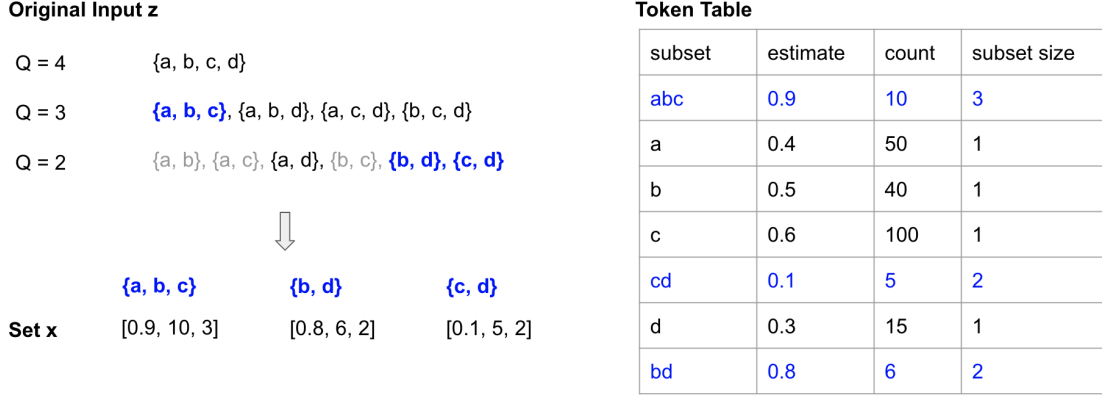 Original Input z
Q = 4 {a, b, c, d}
Q = 3 {a, b, c}, {a, b, d}, {a, c, d}, {b, c, d}
Q = 2 {a, b}, {a, c}, {a, d}, {b, c}, {b, d}, {c, d}
{a, b, c} {b, d} {c, d}
Set x [0.9, 10, 3] [0.8, 6, 2] [0.1, 5, 2]
Token Table
subset estimate count subset size
abc 0.9 10 3
a 0.4 50 1
b 0.5 40 1
c 0.6 100 1
cd 0.1 5 2
d 0.3 15 1
bd 0.8 6 2